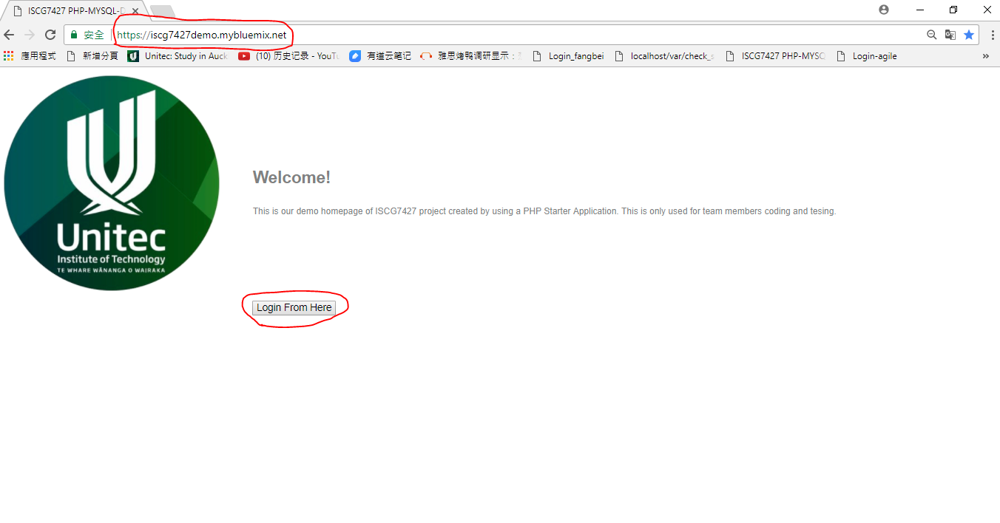 ISCG7427 PHP-MYSQL-D
安全 https://iscg7427demo.mybluemix.net
應用程式 新增分頁 Unitec: Study in Auck (10) 历史记录 - YouTu 有道云笔记 雅思烤鸭调研显示： Login_fangbei localhost/var/check_s ISCG7427 PHP-MYSQ Login-agile »
Unitec
Institute of Technology
TE WHARE WĀNANGA O WAIRAKA
Welcome!
This is our demo homepage of ISCG7427 project created by using a PHP Starter Application. This is only used for team members coding and tesing.
Login From Here